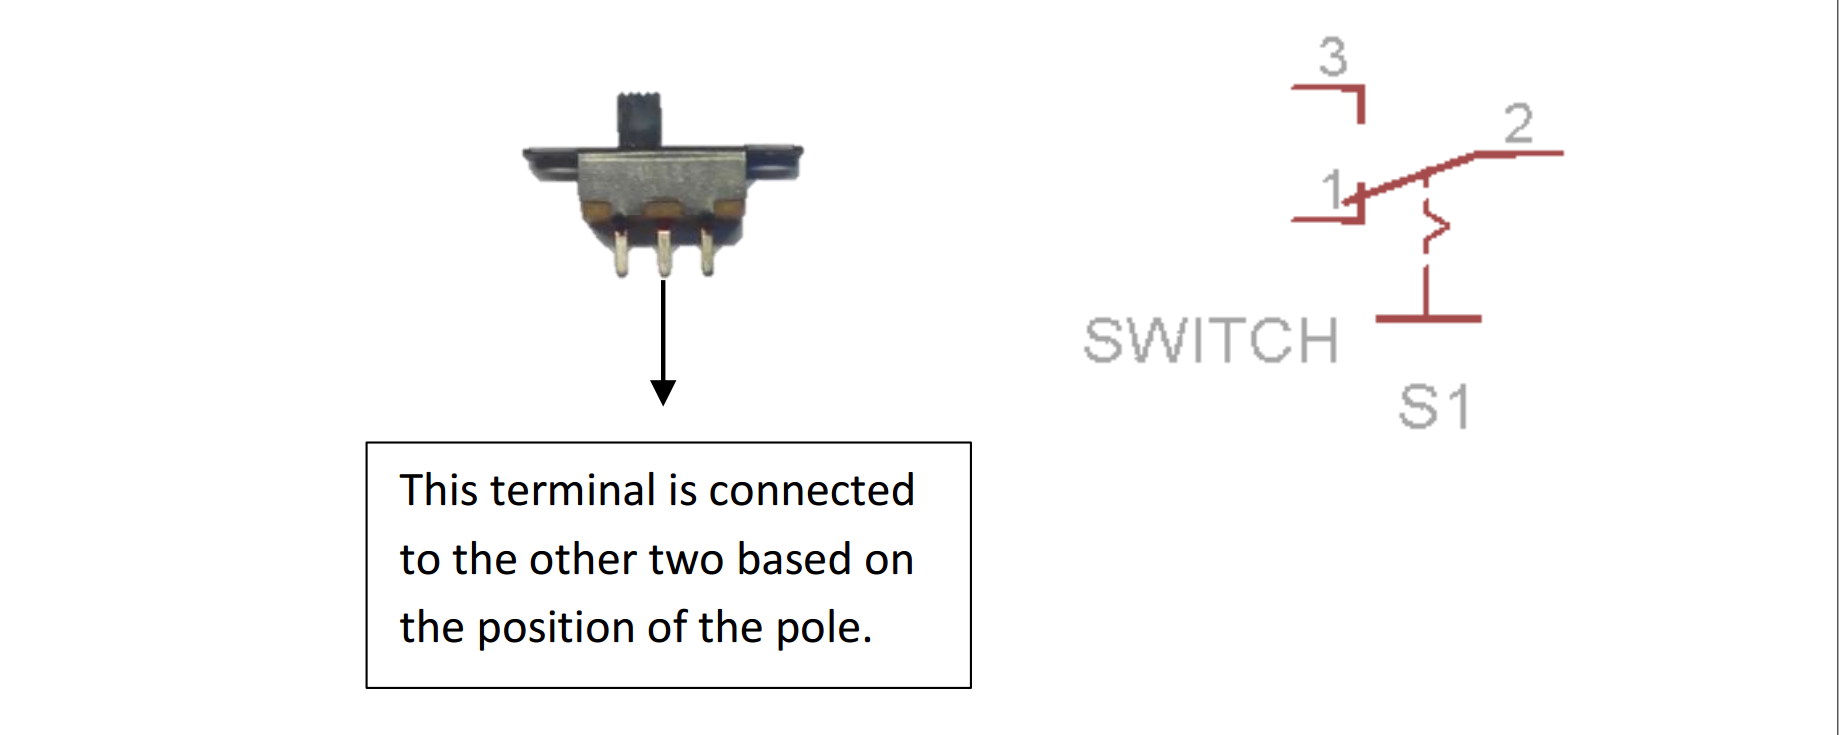 3
2
1
SWITCH
S1
This terminal is connected
to the other two based on
the position of the pole.